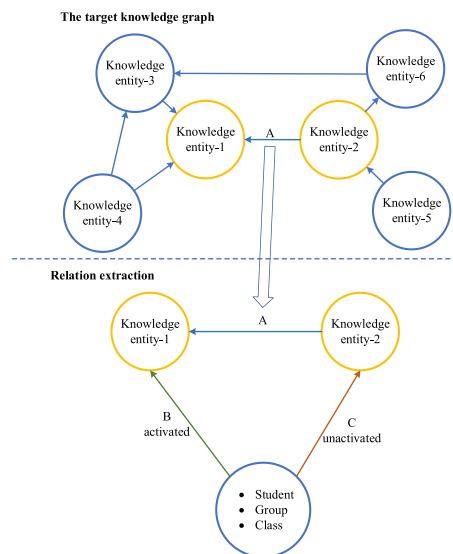 The target knowledge graph
Knowledge
entity-3
Knowledge
entity-6
Knowledge
entity-1
A
Knowledge
entity-2
Knowledge
entity-4
Knowledge
entity-5
Relation extraction
Knowledge
entity-1
A
Knowledge
entity-2
B
activated
C
unactivated
• Student
• Group
• Class